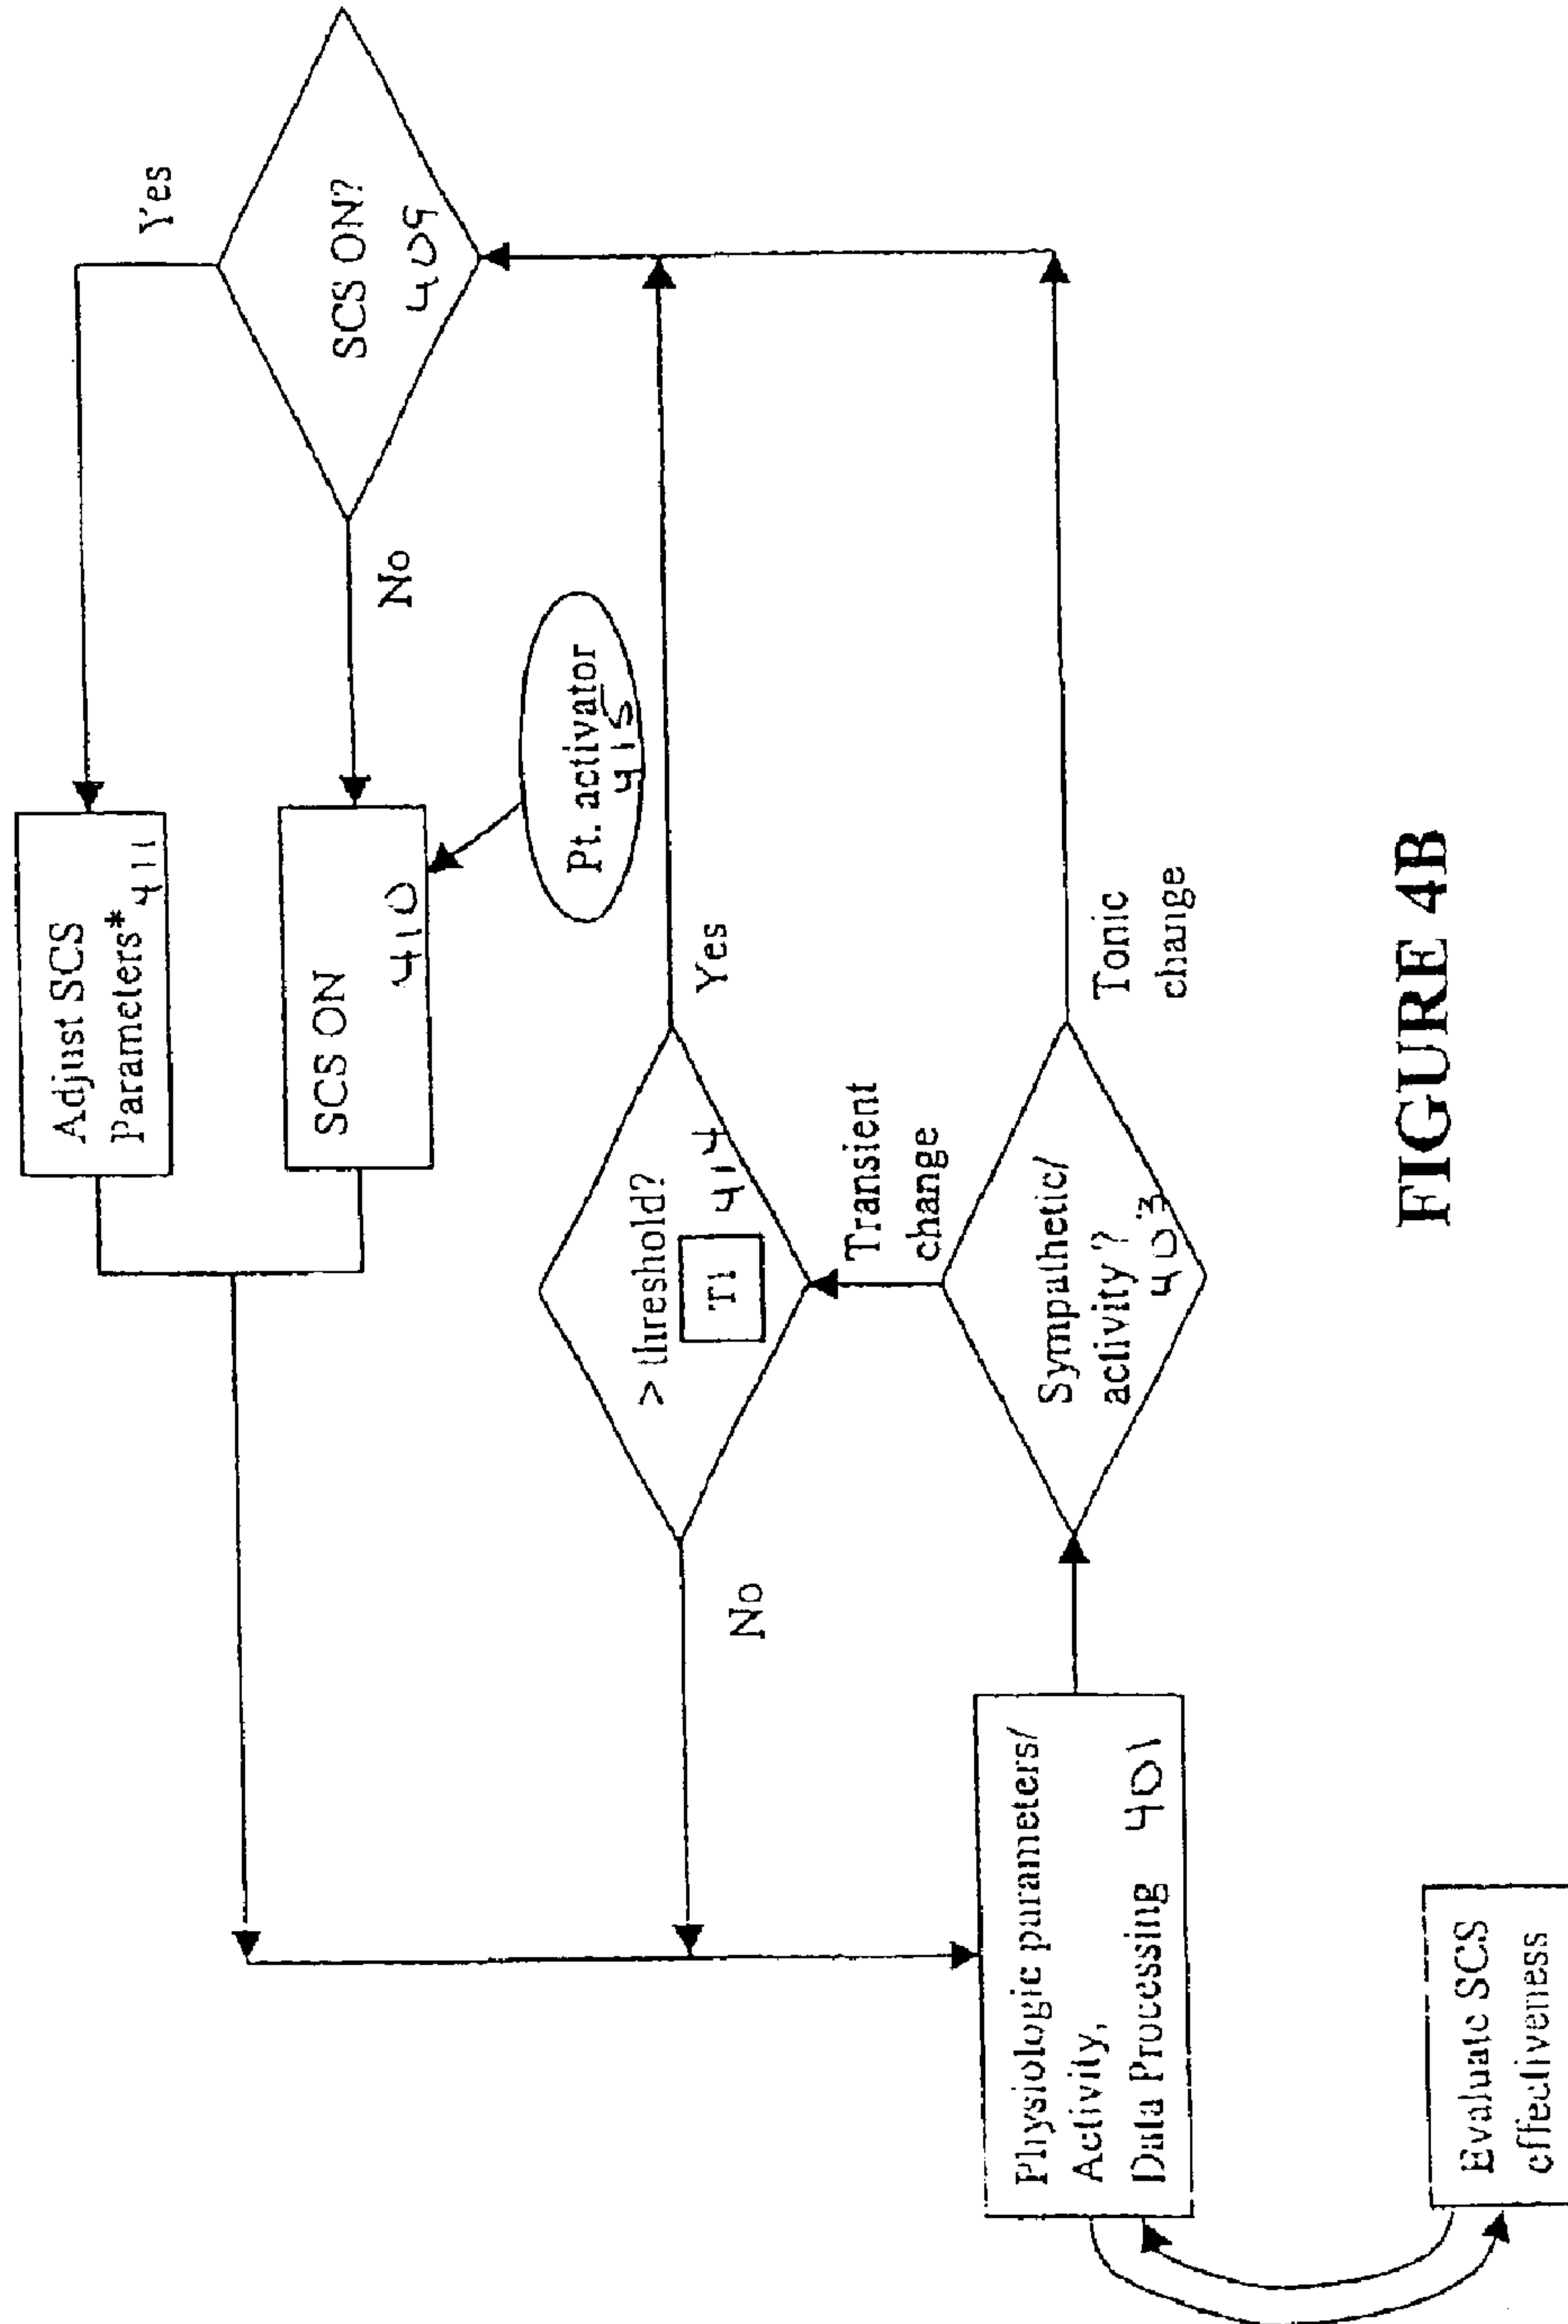 Adjust SCS
Parameters* 411
SCS ON
410
SCS ON?
409
Yes
No
Pt. activator
415
> threshold?
T1 414
Yes
No
Transient
change
Physiologic parameters/
Activity,
Data Processing 401
Sympathetic/
activity?
403
Tonic
change
Evaluate SCS
effectiveness
FIGURE 4B